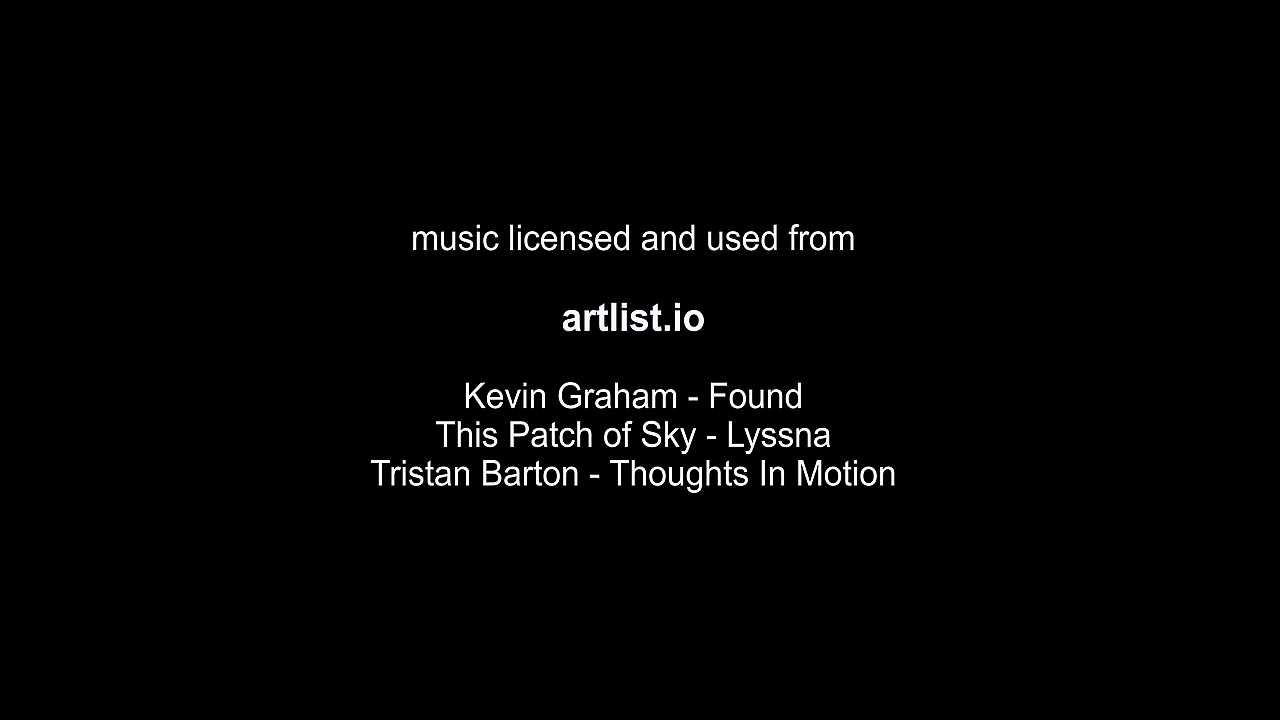 music licensed and used from
artlist.io
Kevin Graham - Found
This Patch of Sky - Lyssna
Tristan Barton - Thoughts In Motion